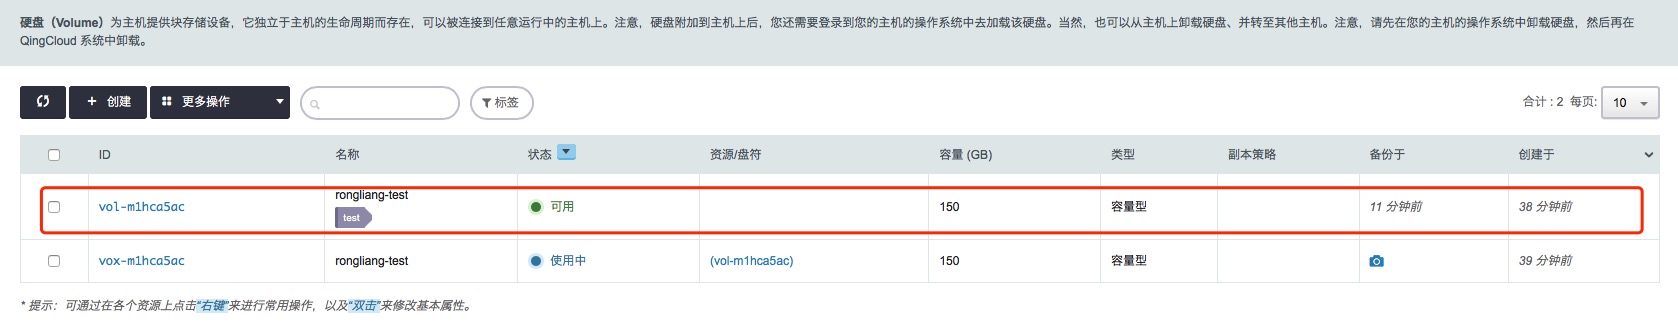 硬盘（Volume）为主机提供块存储设备，它独立于主机的生命周期而存在，可以被连接到任意运行中的主机上。注意，硬盘附加到主机上后，您还需要登录到您的主机的操作系统中去加载该硬盘。当然，也可以从主机上卸载硬盘、并转至其他主机。注意，请先在您的主机的操作系统中卸载硬盘，然后再在
QingCloud 系统中卸载。
创建 更多操作 标签 合计 : 2 每页: 10
ID 名称 状态 资源/盘符 容量 (GB) 类型 副本策略 备份于 创建于
rongliang-test
vol-m1hca5ac 可用 150 容量型 11 分钟前 38 分钟前
test
vox-m1hca5ac rongliang-test 使用中 (vol-m1hca5ac) 150 容量型 39 分钟前
* 提示：可通过在各个资源上点击“右键”来进行常用操作，以及“双击”来修改基本属性。